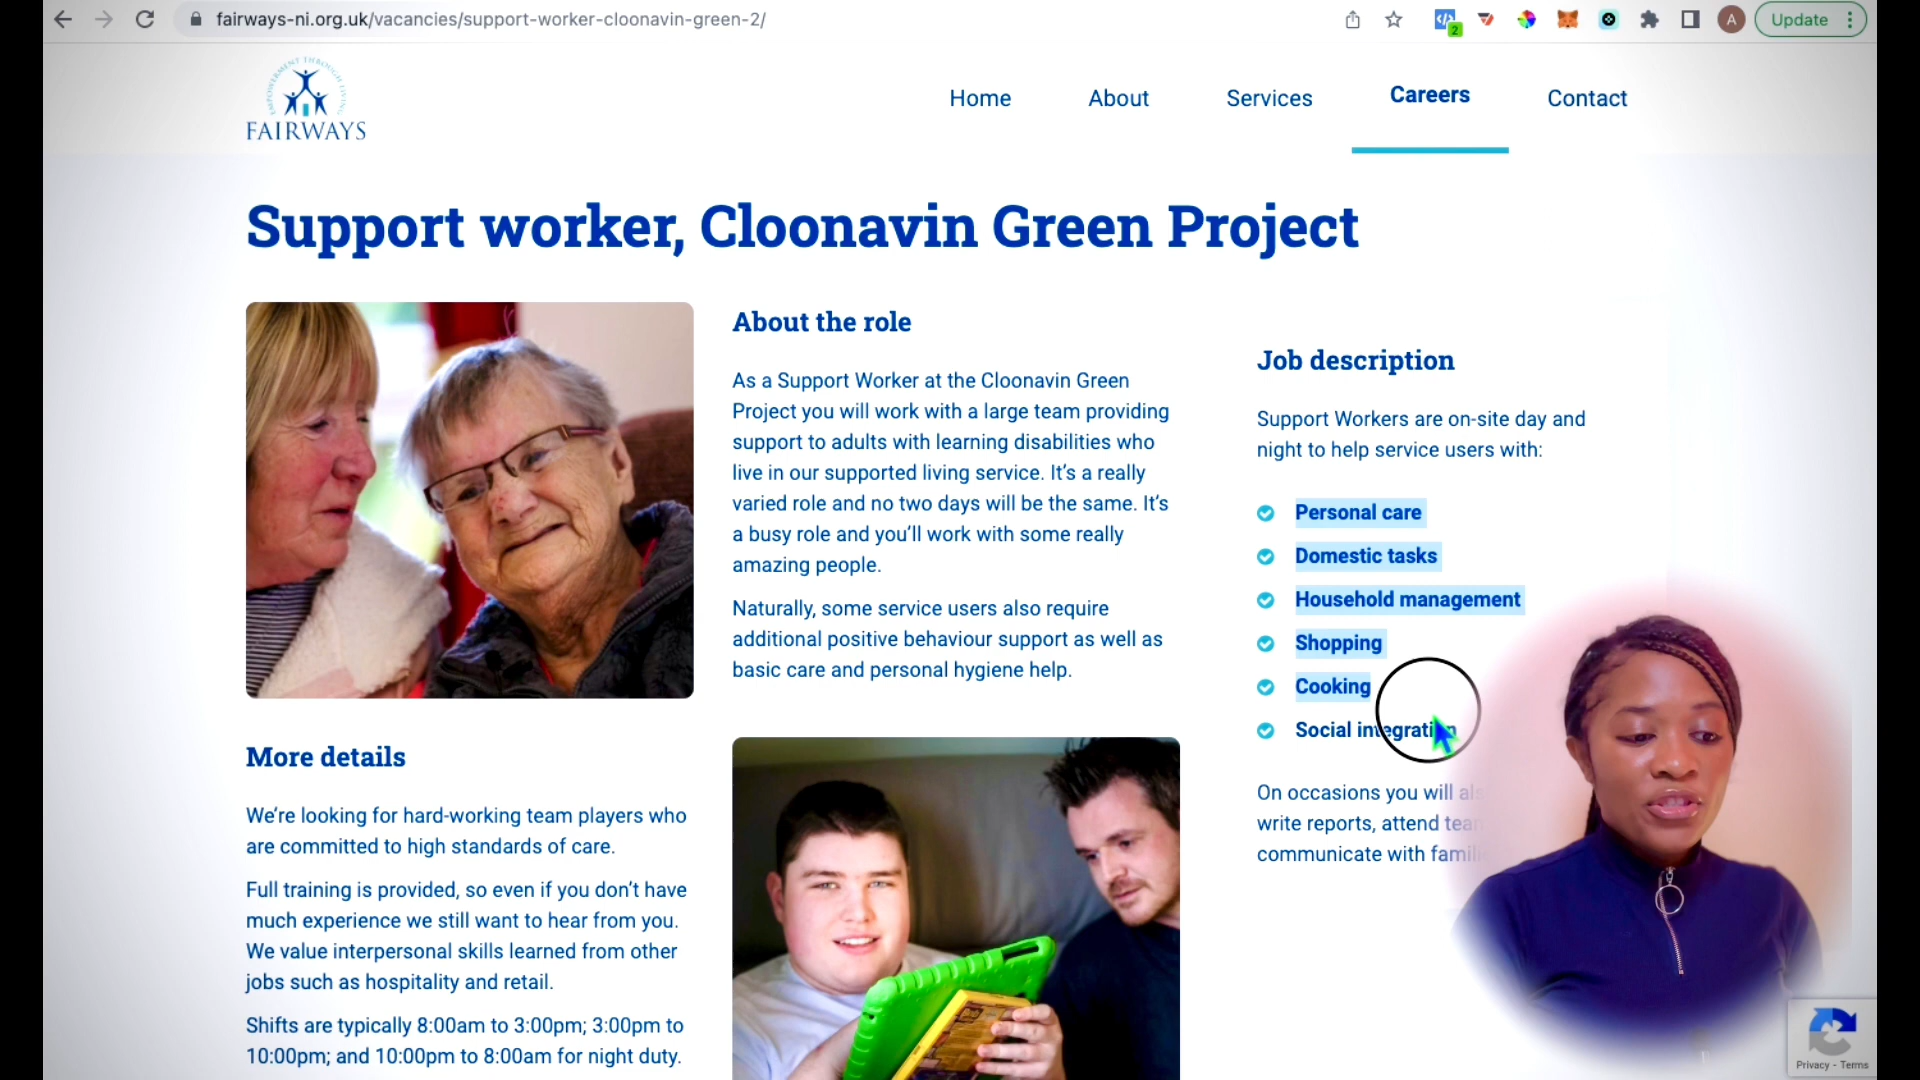 fairways-ni.org.uk/vacancies/support-worker-cloonavin-green-2/
2
A
Update
EMPOWERMENT THROUGH LIVING
FAIRWAYS
Home
About
Services
Careers
Contact
Support worker, Cloonavin Green Project
About the role
As a Support Worker at the Cloonavin Green
Project you will work with a large team providing
support to adults with learning disabilities who
live in our supported living service. It’s a really
varied role and no two days will be the same. It’s
a busy role and you’ll work with some really
amazing people.
Naturally, some service users also require
additional positive behaviour support as well as
basic care and personal hygiene help.
More details
We’re looking for hard-working team players who
are committed to high standards of care.
Full training is provided, so even if you don’t have
much experience we still want to hear from you.
We value interpersonal skills learned from other
jobs such as hospitality and retail.
Shifts are typically 8:00am to 3:00pm; 3:00pm to
10:00pm; and 10:00pm to 8:00am for night duty.
Job description
Support Workers are on-site day and
night to help service users with:
Personal care
Domestic tasks
Household management
Shopping
Cooking
Social integration
On occasions you will
write reports, attend
communicate with
Privacy - Terms